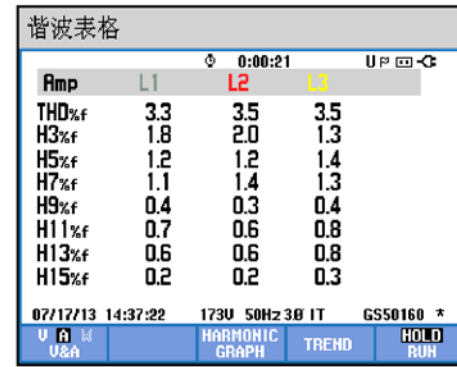 谐波表格
0:00:21 U
Amp L1 L2 L3
THD%f 3.3 3.5 3.5
H3%f 1.8 2.0 1.3
H5%f 1.2 1.2 1.4
H7%f 1.1 1.4 1.3
H9%f 0.4 0.3 0.4
H11%f 0.7 0.6 0.8
H13%f 0.6 0.6 0.8
H15%f 0.2 0.2 0.3
07/17/13 14:37:22 173V 50Hz 3Ø IT GS50160 *
V A HARMONIC TREND HOLD
V&A GRAPH RUN